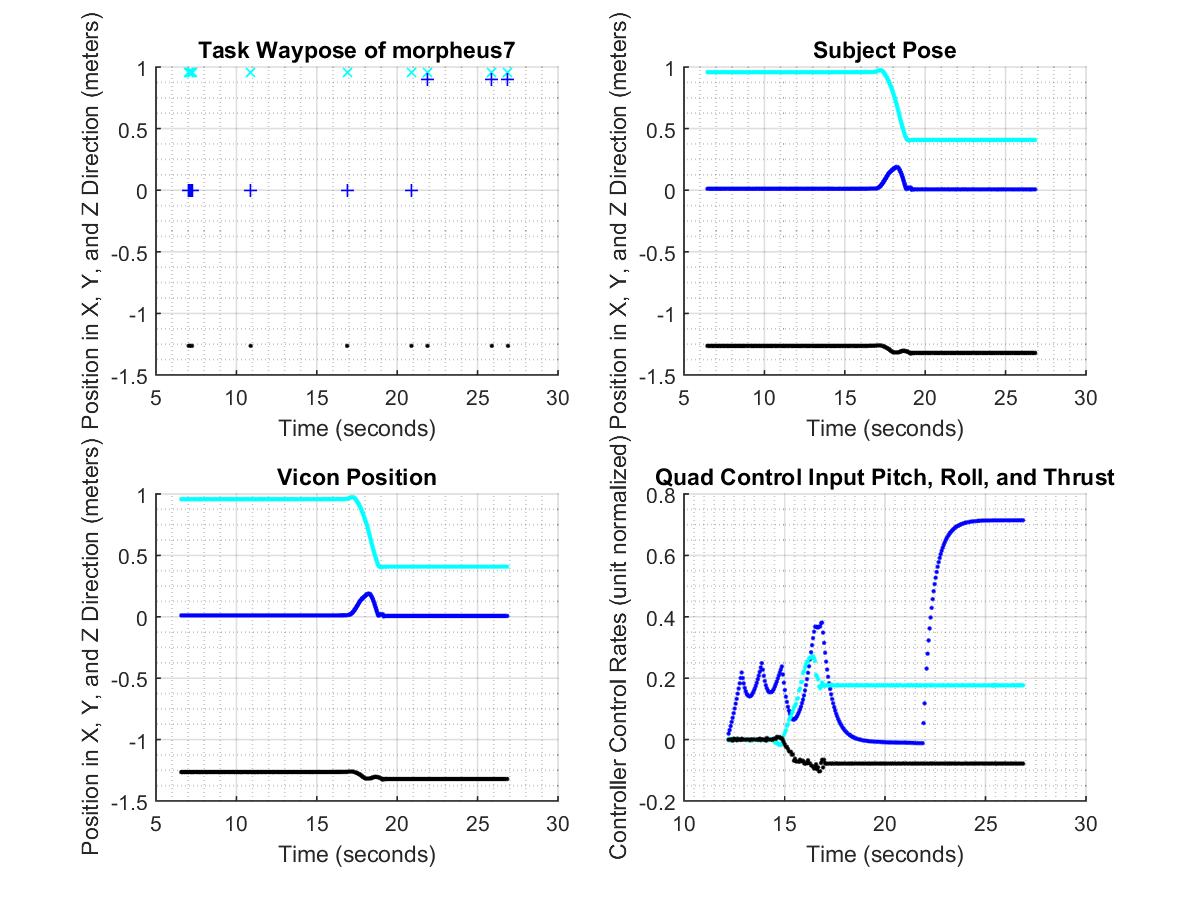 Task Waypose of morpheus7
Position in X, Y, and Z Direction (meters)
1
0.5
0
-0.5
-1
-1.5
5 10 15 20 25 30
Time (seconds)
Subject Pose
Position in X, Y, and Z Direction (meters)
1
0.5
0
-0.5
-1
-1.5
5 10 15 20 25 30
Time (seconds)
Vicon Position
Position in X, Y, and Z Direction (meters)
1
0.5
0
-0.5
-1
-1.5
5 10 15 20 25 30
Time (seconds)
Quad Control Input Pitch, Roll, and Thrust
Controller Control Rates (unit normalized)
0.8
0.6
0.4
0.2
0
-0.2
10 15 20 25 30
Time (seconds)